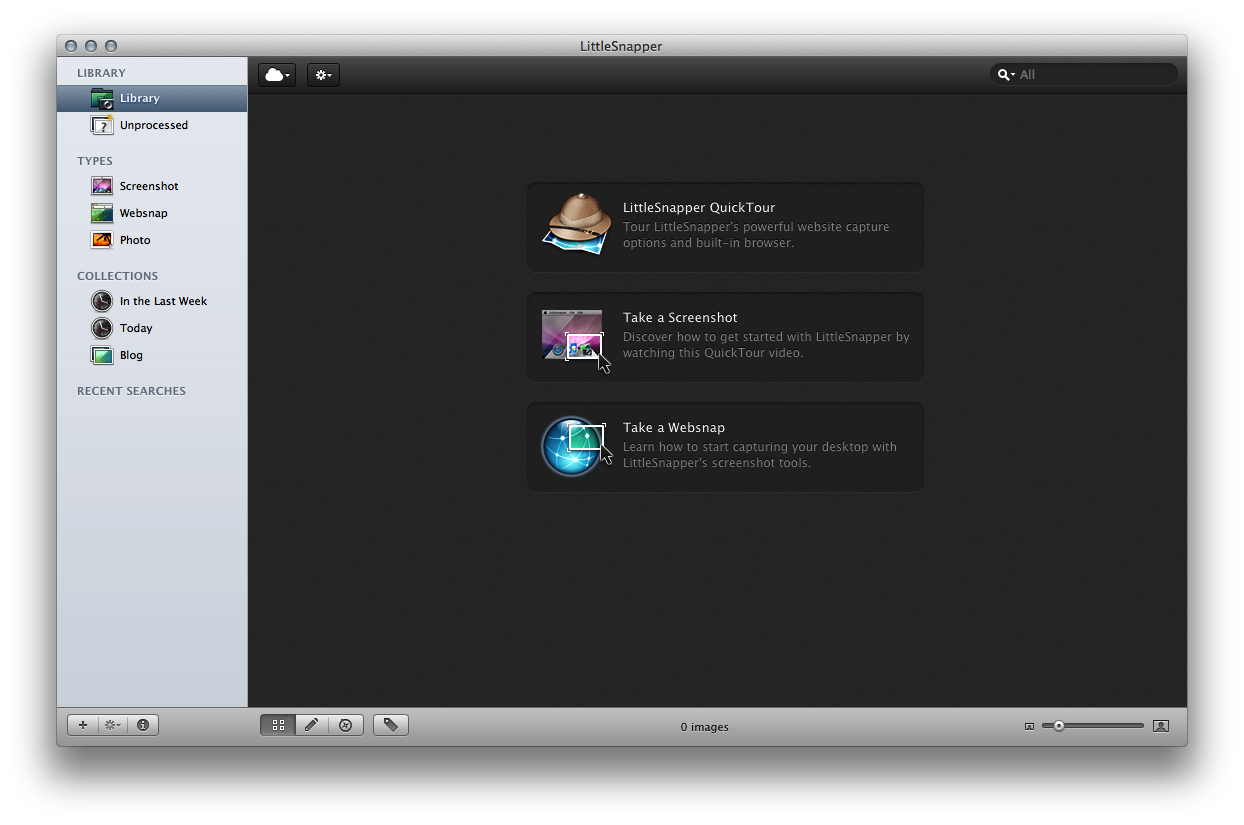 LittleSnapper
LIBRARY
Library
Unprocessed
TYPES
Screenshot
Websnap
Photo
COLLECTIONS
In the Last Week
Today
Blog
RECENT SEARCHES
All
LittleSnapper QuickTour
Tour LittleSnapper's powerful website capture
options and built-in browser.
Take a Screenshot
Discover how to get started with LittleSnapper by
watching this QuickTour video.
Take a Websnap
Learn how to start capturing your desktop with
LittleSnapper's screenshot tools.
0 images